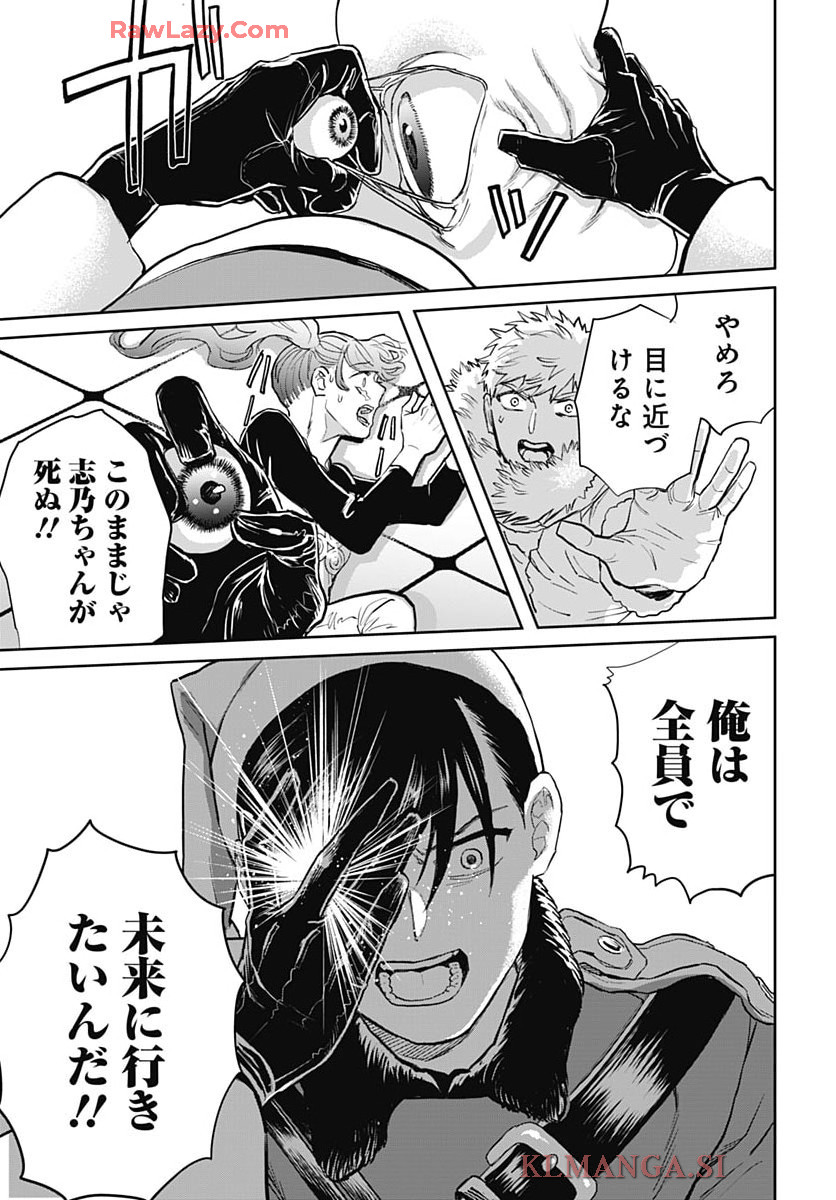 RawLazy.Com
ガッ
やめろ
目に近づ
けるな
このままじゃ
志乃ちゃんが
死ぬ!!
俺は
全員で
未来に行き
たいんだ!!
KLMANGA.SI